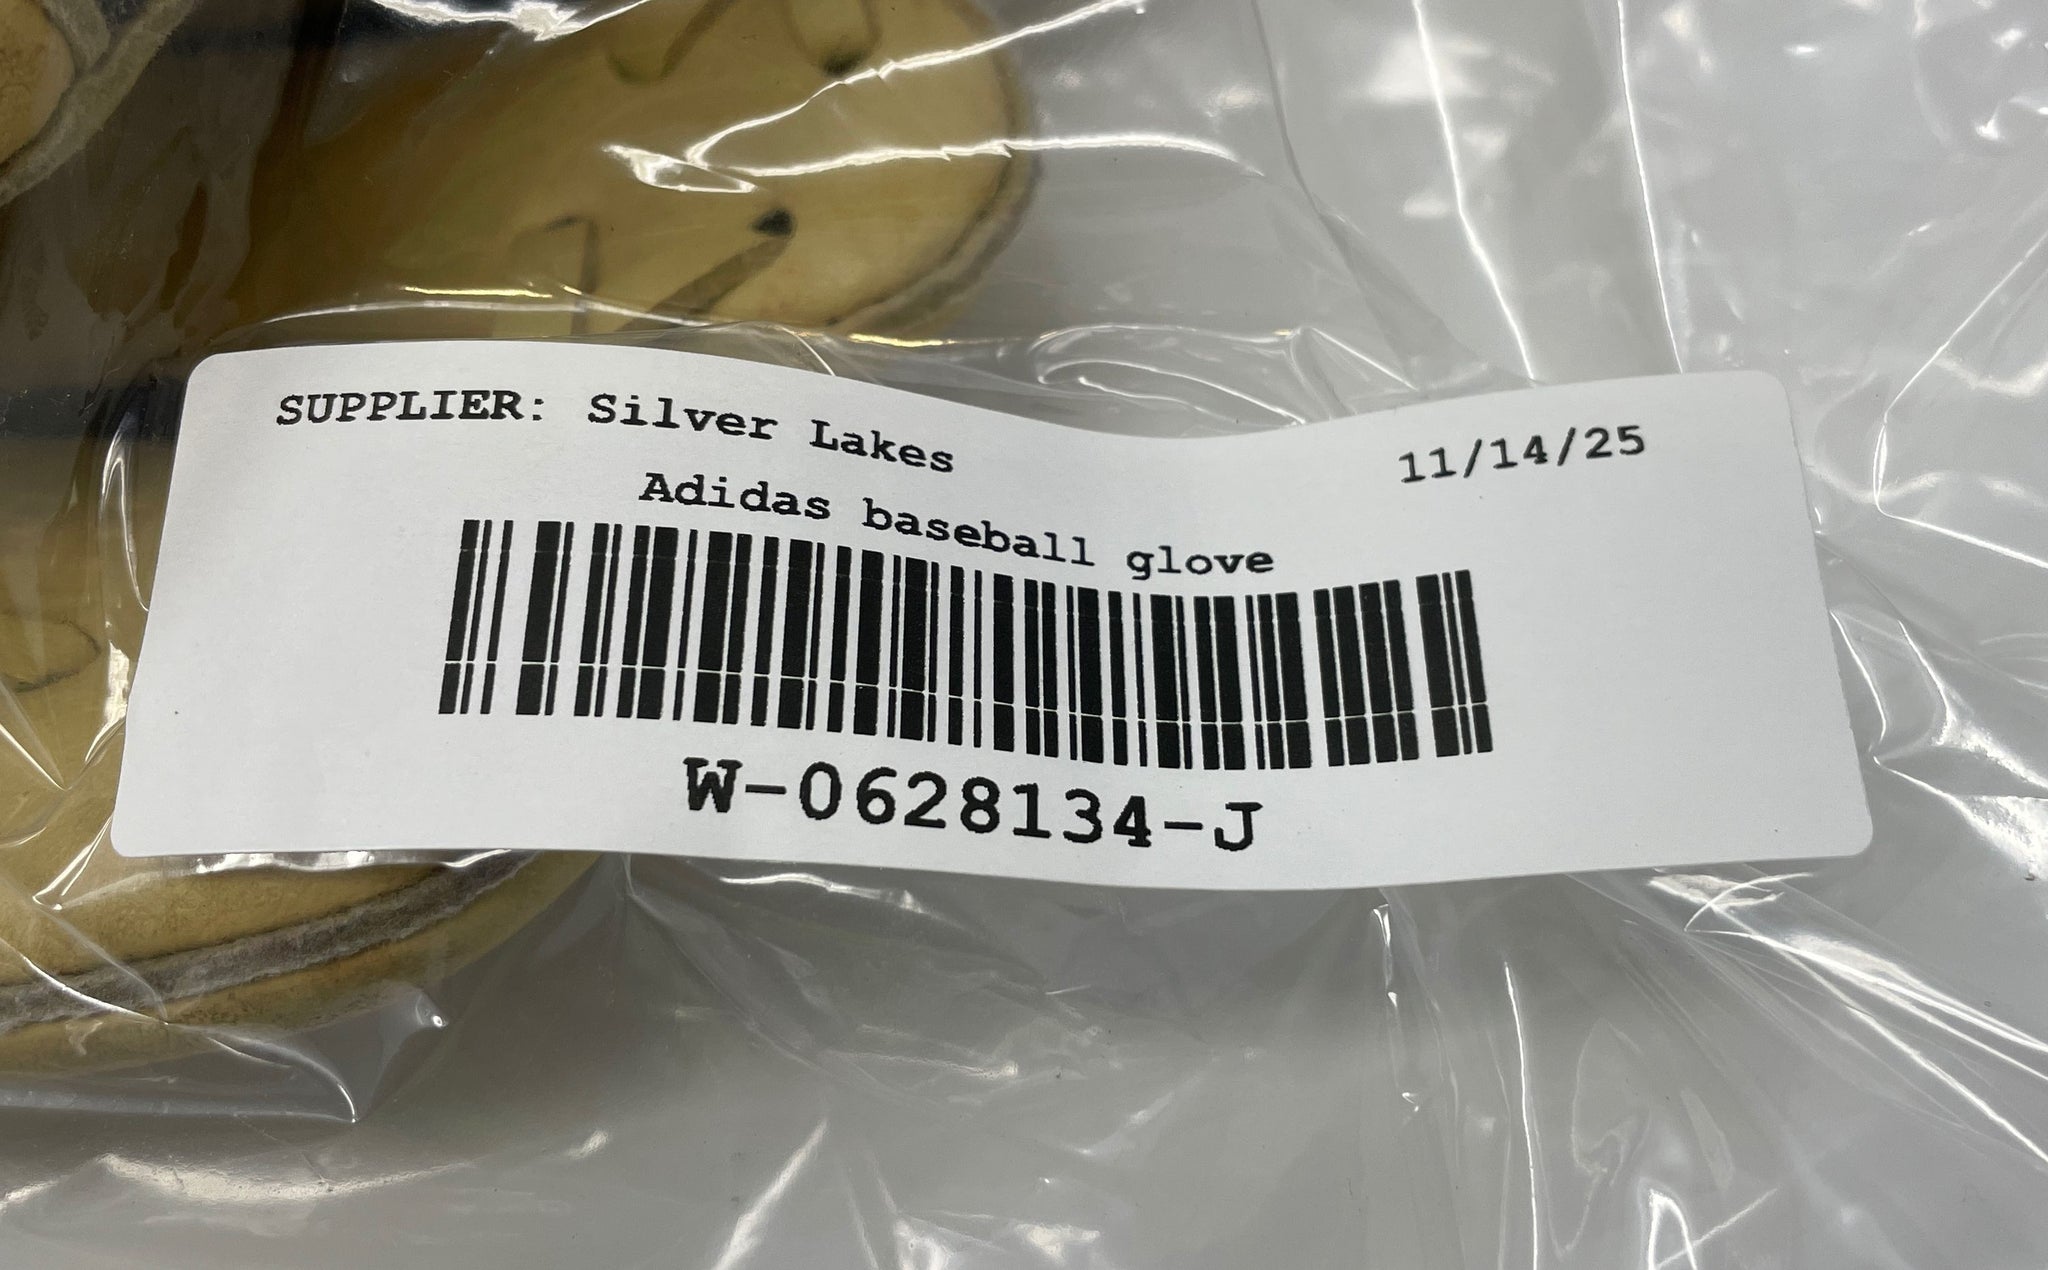 SUPPLIER: Silver Lakes
11/14/25
Adidas baseball glove
W-0628134-J